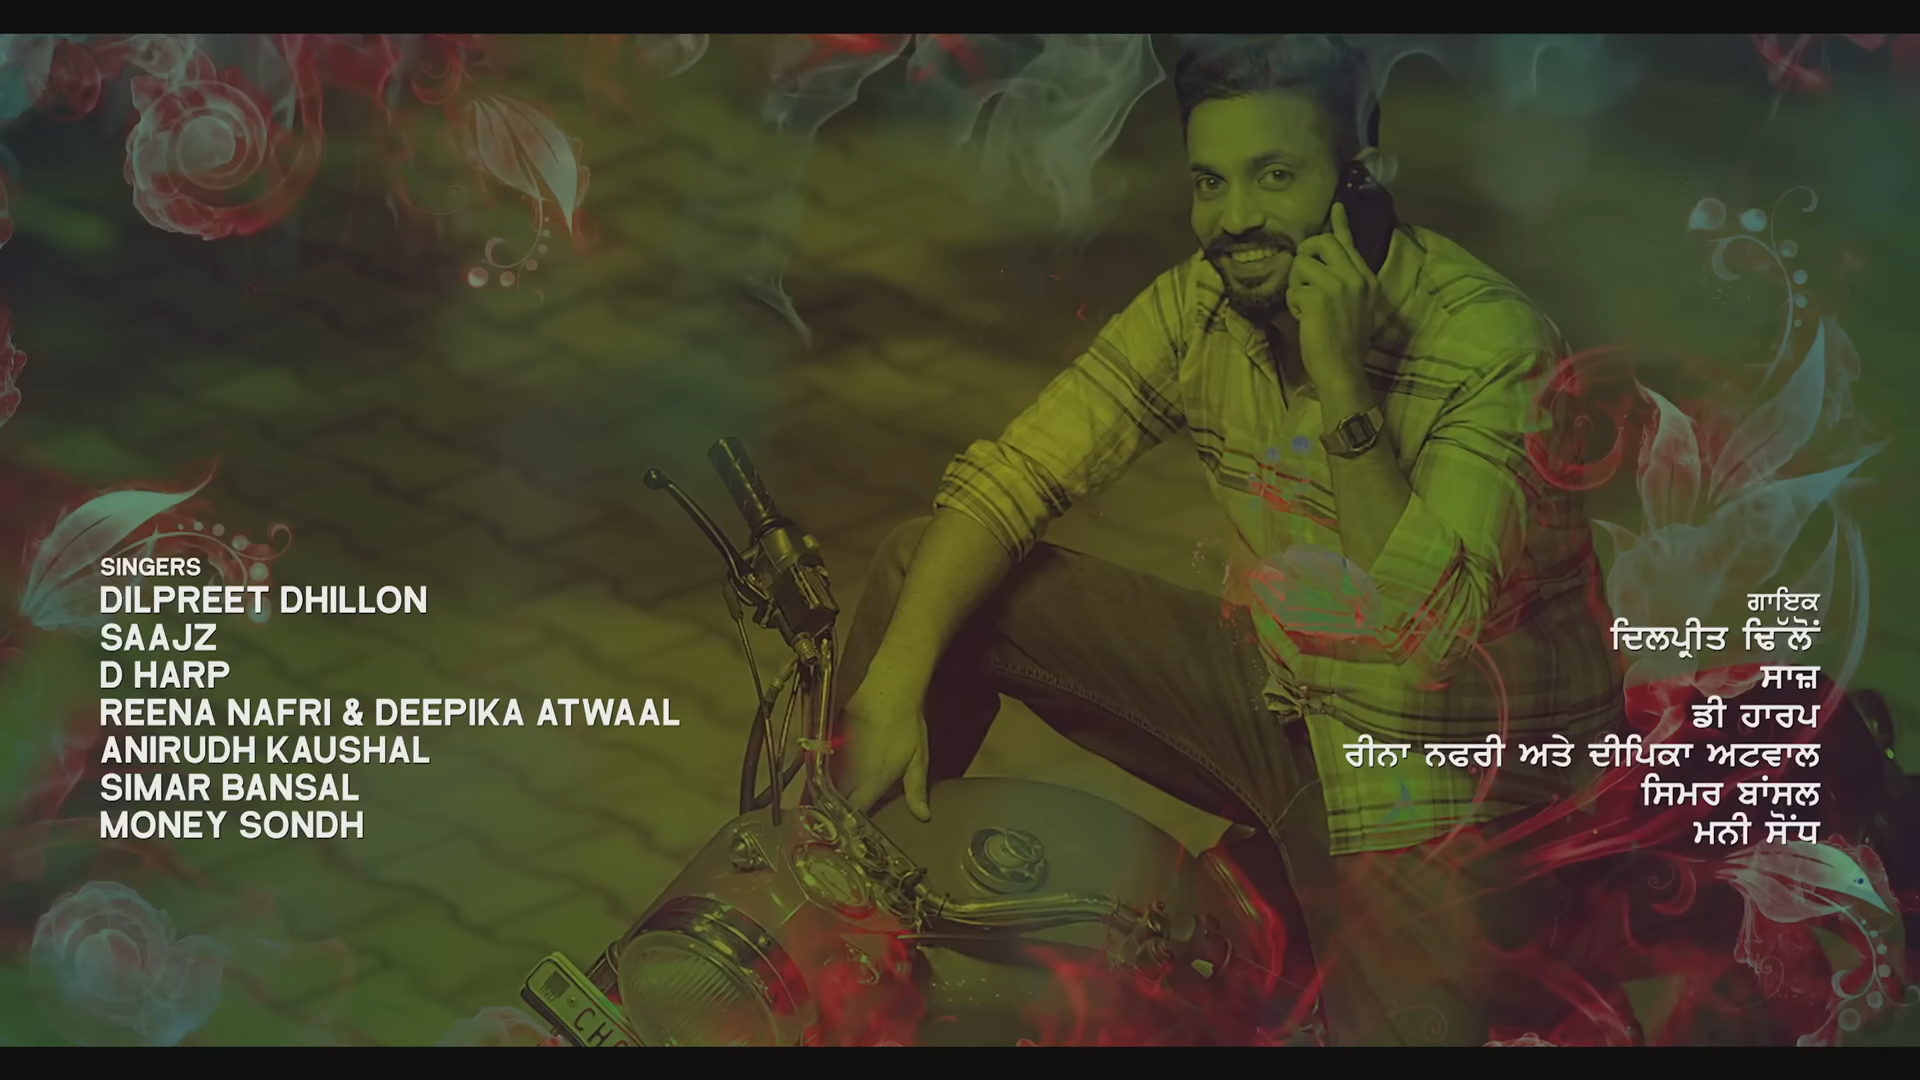 SINGERS
DILPREET DHILLON
SAAJZ
D HARP
REENA NAFRI & DEEPIKA ATWAAL
ANIRUDH KAUSHAL
SIMAR BANSAL
MONEY SONDH
ਗਾਇਕ
ਦਿਲਪ੍ਰੀਤ ਢਿੱਲੋਂ
ਸਾਜ਼
ਡੀ ਹਾਰਪ
ਰੀਨਾ ਨਫਰੀ ਅਤੇ ਦੀਪਿਕਾ ਅਟਵਾਲ
ਸਿਮਰ ਬਾਂਸਲ
ਮਨੀ ਸੋਂਧ